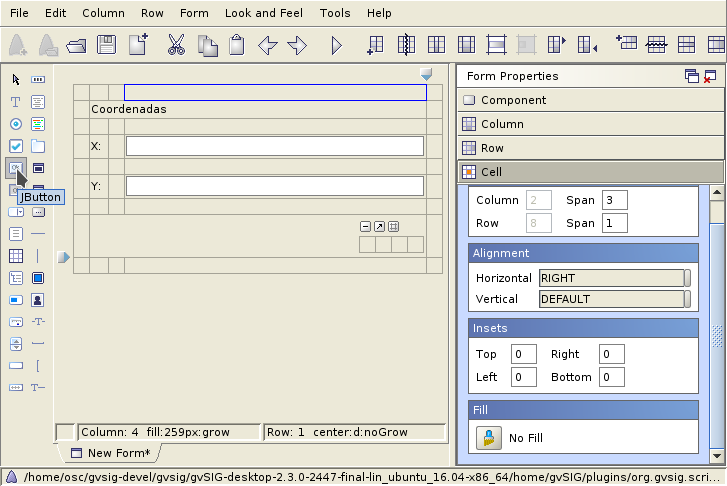 File Edit Column Row Form Look and Feel Tools Help
Form Properties
Component
Column
Row
Cell
Coordenadas
X:
Y:
JButton
Column 2 Span 3
Row 8 Span 1
Alignment
Horizontal RIGHT
Vertical DEFAULT
Insets
Top 0 Right 0
Left 0 Bottom 0
Fill
No Fill
Column: 4 fill:259px:grow Row: 1 center:d:noGrow
New Form*
/home/osc/gvsig-devel/gvsig/gvSIG-desktop-2.3.0-2447-final-lin_ubuntu_16.04-x86_64/home/gvSIG/plugins/org.gvsig.scri...